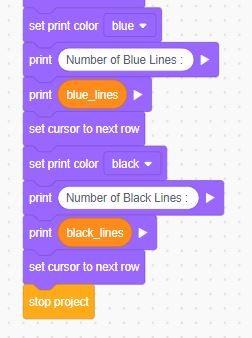 set print color blue
print Number of Blue Lines :
print blue_lines
set cursor to next row
set print color black
print Number of Black Lines :
print black_lines
set cursor to next row
stop project